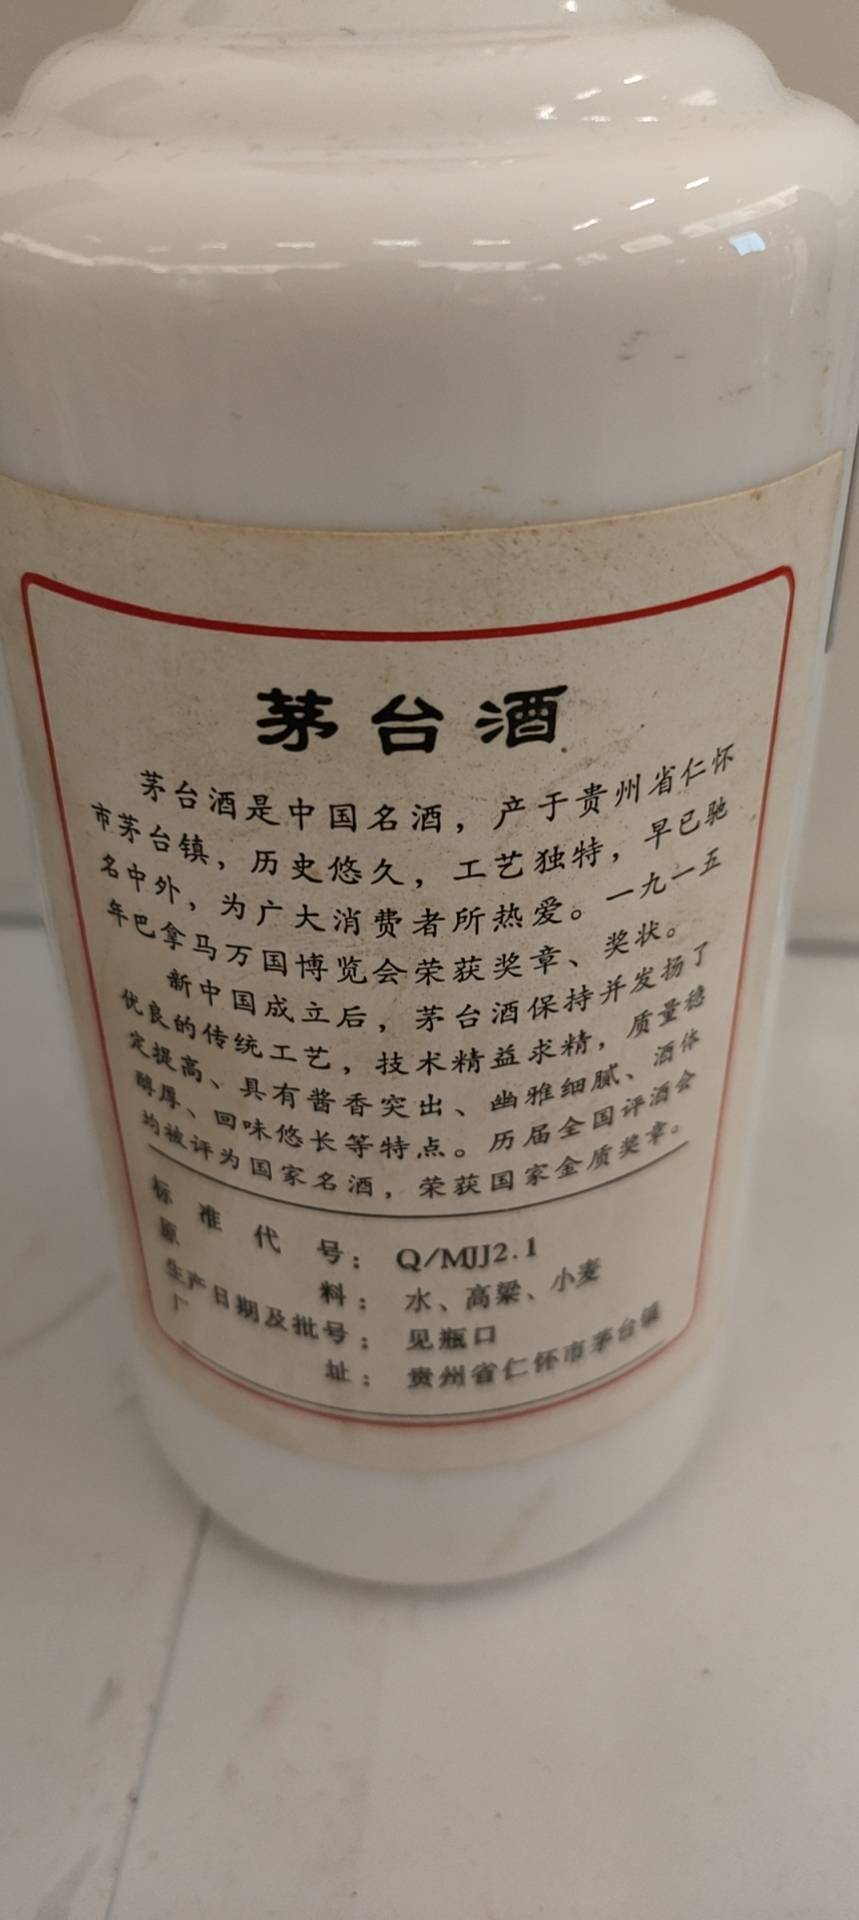 茅台酒
茅台酒是中国名酒，产于贵州省仁怀
市茅台镇，历史悠久，工艺独特，早已驰
名中外，为广大消费者所热爱。一九一五
年巴拿马万国博览会荣获奖章、奖状。
新中国成立后，茅台酒保持并发扬了
优良的传统工艺，技术精益求精，质量稳
定提高、具有酱香突出、幽雅细腻、酒体
醇厚、回味悠长等特点。历届全国评酒会
均被评为国家名酒，荣获国家金质奖章。
标准代号：Q/MJJ2.1
原料：水、高粱、小麦
生产日期及批号：见瓶口
厂址：贵州省仁怀市茅台镇